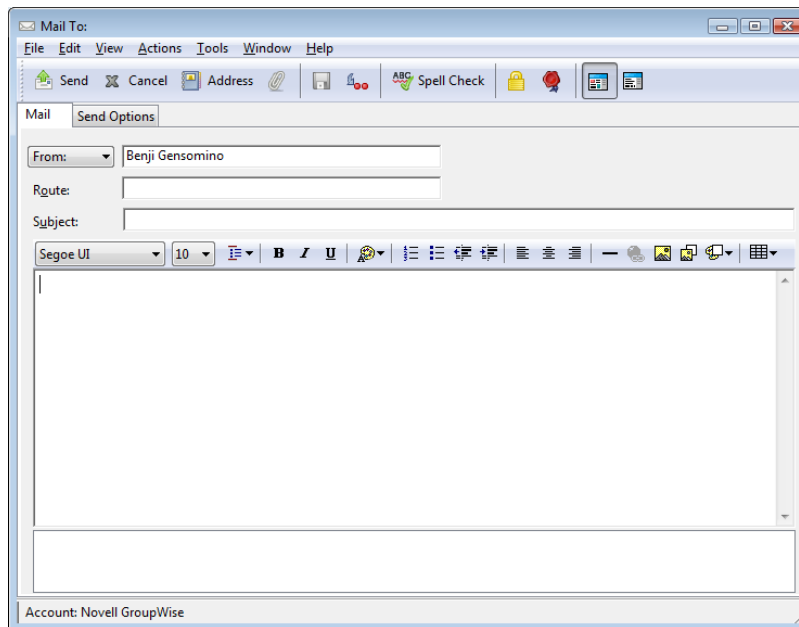 Mail To:
File Edit View Actions Tools Window Help
Send Cancel Address ABC Spell Check
Mail Send Options
From: Benji Gensomino
Route:
Subject:
Segoe UI 10 B I U
Account: Novell GroupWise